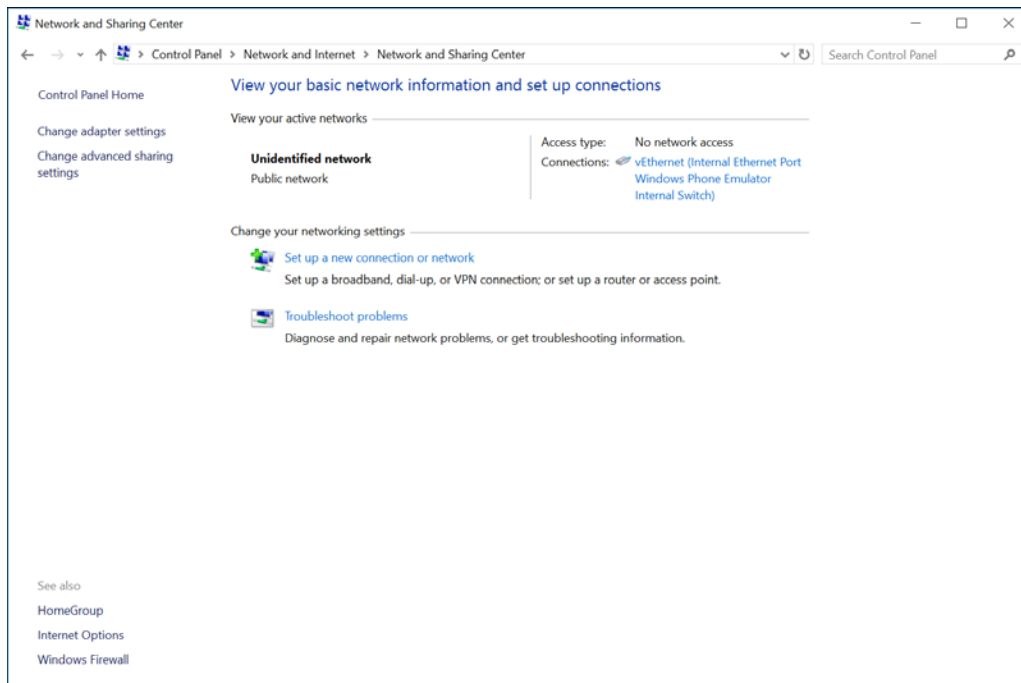 Network and Sharing Center
Control Panel > Network and Internet > Network and Sharing Center
Search Control Panel
Control Panel Home
Change adapter settings
Change advanced sharing
settings
View your basic network information and set up connections
View your active networks
Unidentified network
Public network
Access type: No network access
Connections: vEthernet (Internal Ethernet Port
Windows Phone Emulator
Internal Switch)
Change your networking settings
Set up a new connection or network
Set up a broadband, dial-up, or VPN connection; or set up a router or access point.
Troubleshoot problems
Diagnose and repair network problems, or get troubleshooting information.
See also
HomeGroup
Internet Options
Windows Firewall